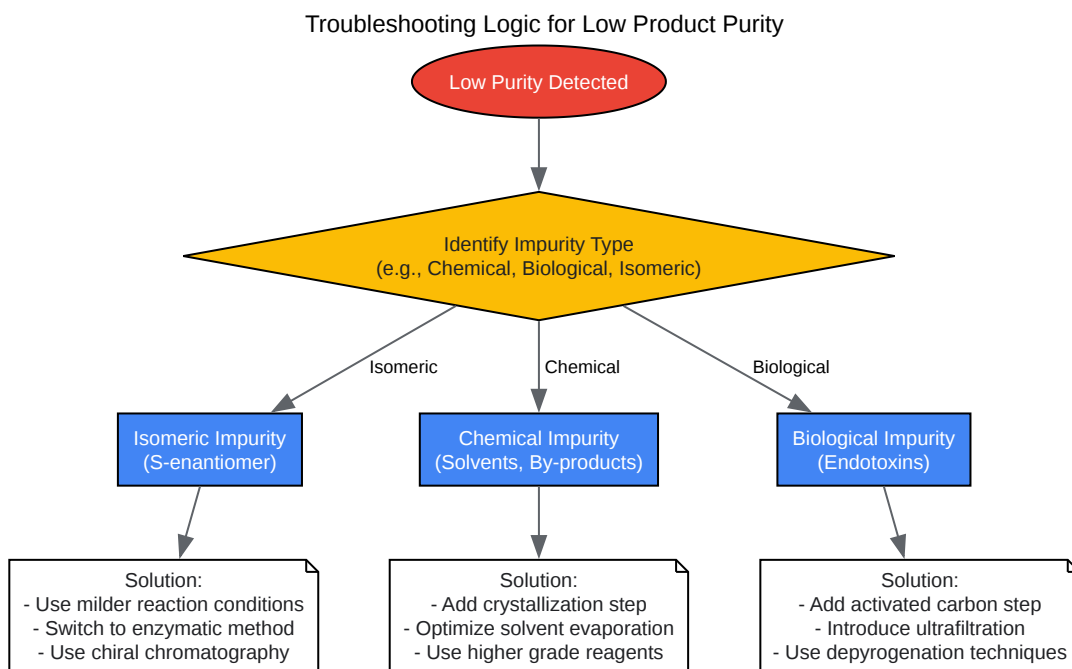 Troubleshooting Logic for Low Product Purity
Low Purity Detected
Identify Impurity Type
(e.g., Chemical, Biological, Isomeric)
Isomeric
Chemical
Biological
Isomeric Impurity
(S-enantiomer)
Chemical Impurity
(Solvents, By-products)
Biological Impurity
(Endotoxins)
Solution:
- Use milder reaction conditions
- Switch to enzymatic method
- Use chiral chromatography
Solution:
- Add crystallization step
- Optimize solvent evaporation
- Use higher grade reagents
Solution:
- Add activated carbon step
- Introduce ultrafiltration
- Use depyrogenation techniques